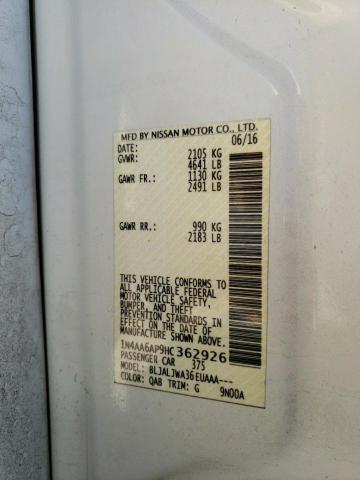 MFD BY NISSAN MOTOR CO., LTD.
DATE: 06/16
GVWR: 2105 KG
4641 LB
GAWR FR.: 1130 KG
2491 LB
GAWR RR.: 990 KG
2183 LB
THIS VEHICLE CONFORMS TO
ALL APPLICABLE FEDERAL
MOTOR VEHICLE SAFETY,
BUMPER, AND THEFT
PREVENTION STANDARDS IN
EFFECT ON THE DATE OF
MANUFACTURE SHOWN ABOVE.
1N4AA6AP9HC362926
PASSENGER CAR 375
MODEL: BLJALJWA36EUAAA---
COLOR: QAB TRIM: G 9N00A